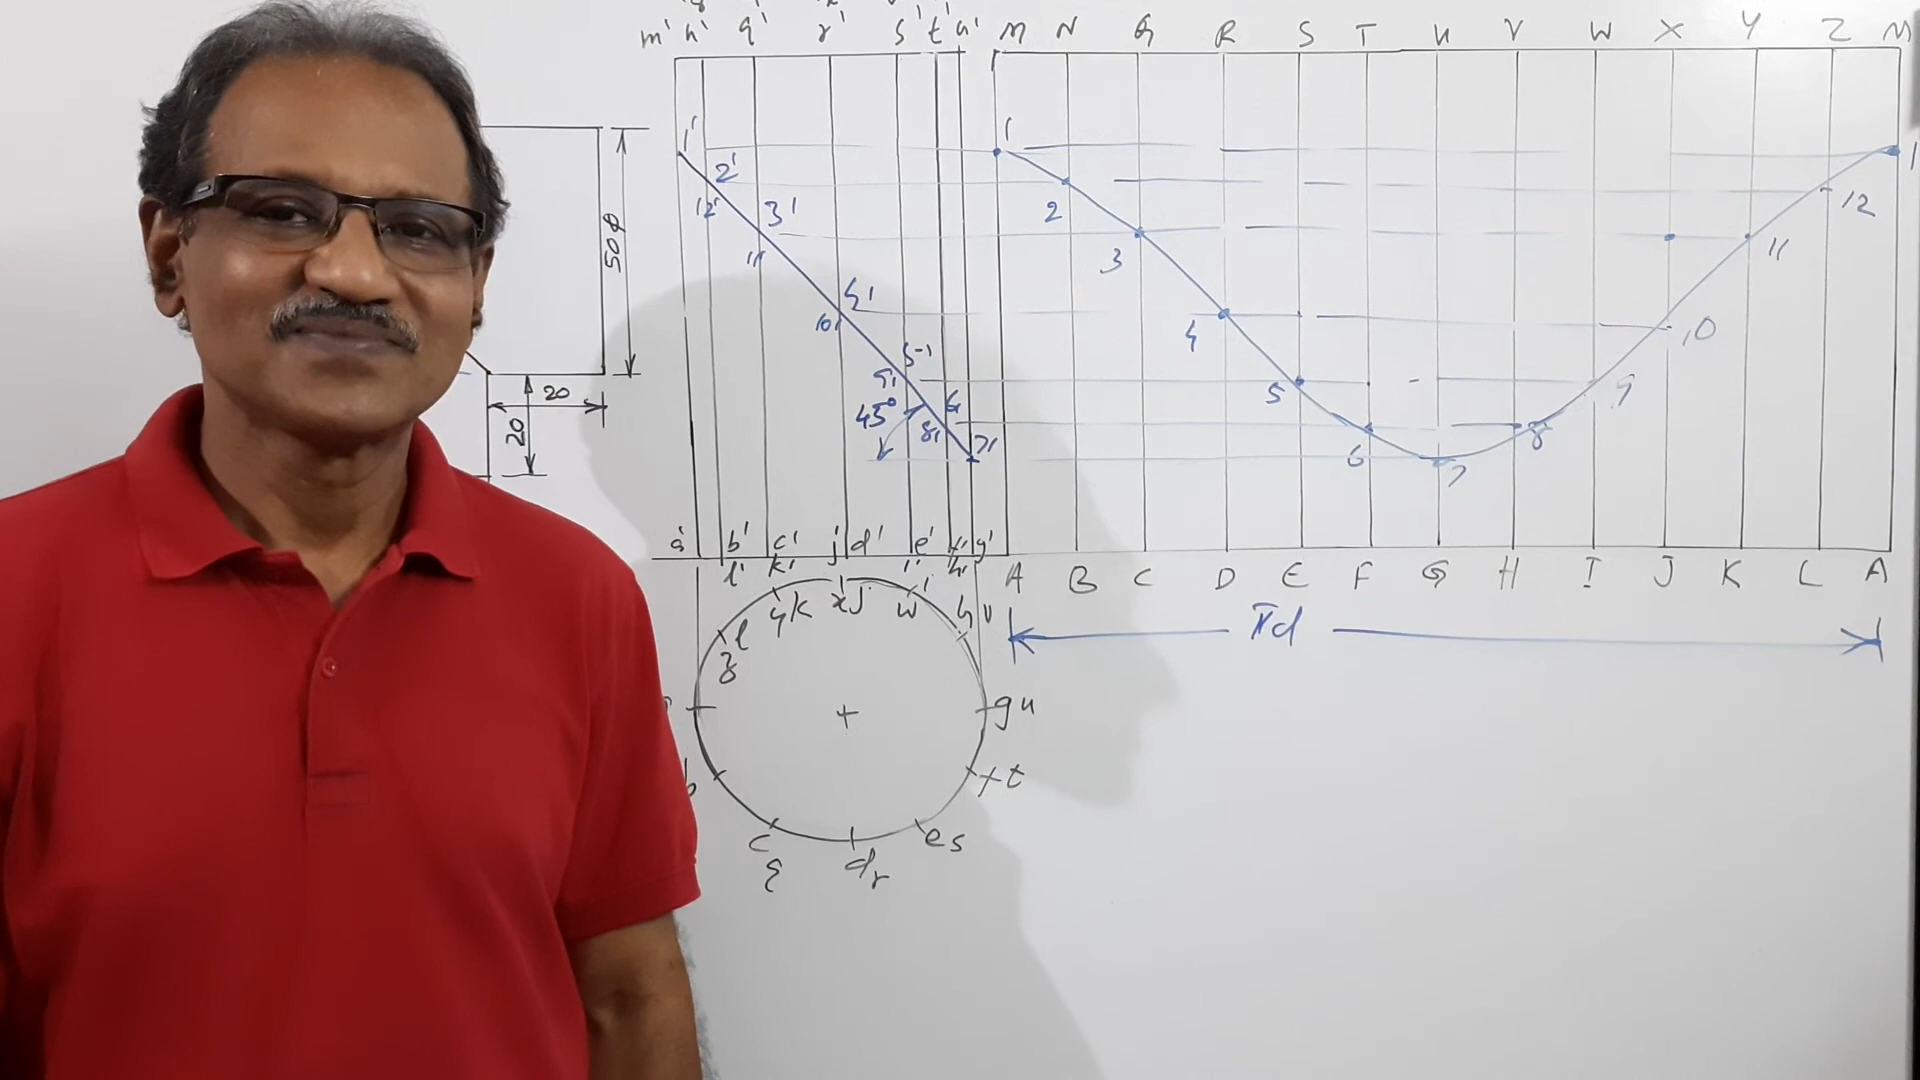 m' n' q' r' s' t' u' M N Q R S T U V W X Y Z M
1' 1 1
2' 2 12
12' 3' 3 11
11'
50φ
4' 4 10
10'
5' 5 9
9'
20 45° 6' 6 8
20 8' 7' 7
a' b' c' j' d' e' f' g'
l' k' i' h' A B C D E F G H I J K L A
y k x j w i h v πd
l
z
g u
b f t
c d e s
q r